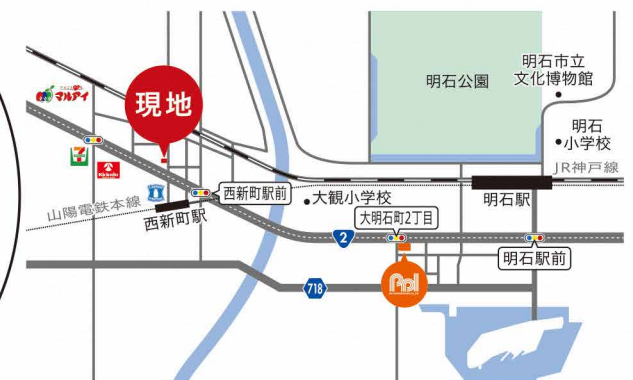 明石市立
文化博物館
明石公園
マルアイ
現地
明石
小学校
7
JR神戸線
西新町駅前
大観小学校
明石駅
山陽電鉄本線
西新町駅
大明石町2丁目
2
明石駅前
718